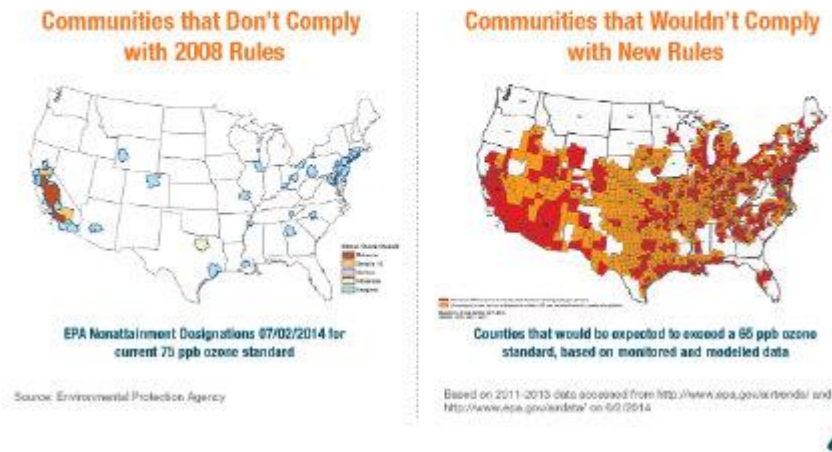 Communities that Don't Comply
with 2008 Rules
EPA Nonattainment Designations 07/02/2014 for
current 75 ppb ozone standard
Source: Environmental Protection Agency
Communities that Wouldn't Comply
with New Rules
Counties that would be expected to exceed a 65 ppb ozone
standard, based on monitored and modelled data
Based on 2011-2013 data accessed from http://www.epa.gov/airtrends/ and
http://www.epa.gov/airdata/ on 6/2/2014